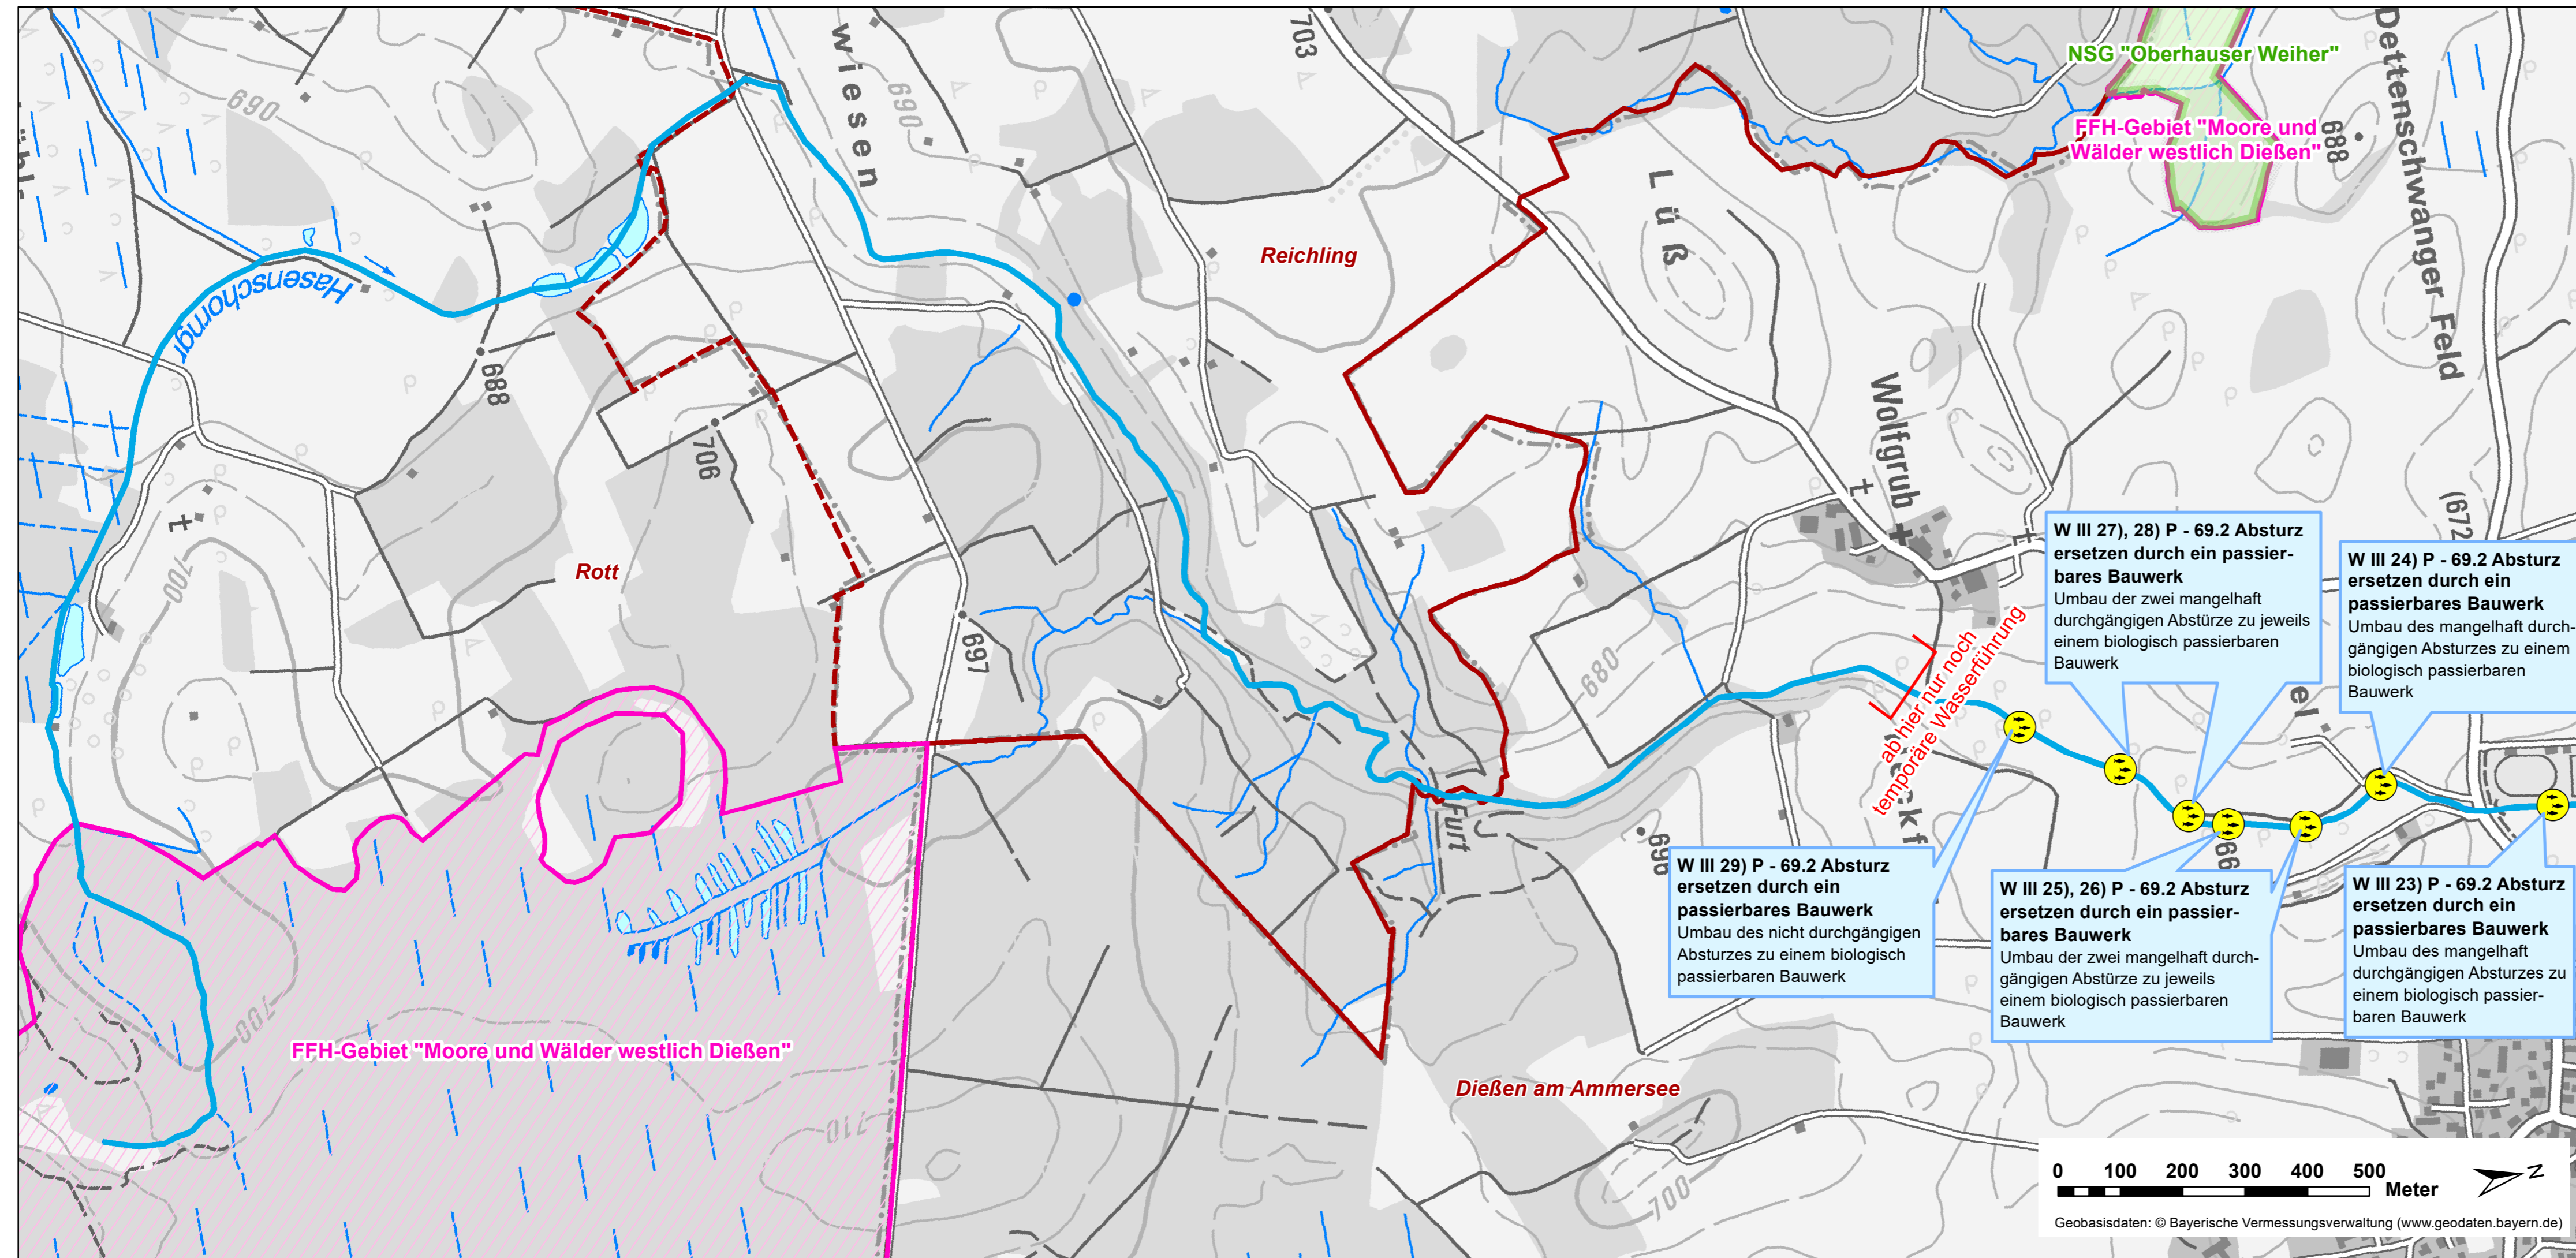 wiesen
703
NSG "Oberhauser Weiher"
FFH-Gebiet "Moore und
Wälder westlich Dießen"
688
Dettenschwanger Feld
690
690
Hasenschorngr
Reichling
Lüß
688
706
Wolfgrub
(672
700
Rott
697
680
ab hier nur noch
temporäre Wasserführung
W III 27), 28) P - 69.2 Absturz
ersetzen durch ein passier-
bares Bauwerk
Umbau der zwei mangelhaft
durchgängigen Abstürze zu jeweils
einem biologisch passierbaren
Bauwerk
W III 24) P - 69.2 Absturz
ersetzen durch ein
passierbares Bauwerk
Umbau des mangelhaft durch-
gängigen Absturzes zu einem
biologisch passierbaren
Bauwerk
Furt
696
W III 29) P - 69.2 Absturz
ersetzen durch ein
passierbares Bauwerk
Umbau des nicht durchgängigen
Absturzes zu einem biologisch
passierbaren Bauwerk
W III 25), 26) P - 69.2 Absturz
ersetzen durch ein passier-
bares Bauwerk
Umbau der zwei mangelhaft durch-
gängigen Abstürze zu jeweils
einem biologisch passierbaren
Bauwerk
W III 23) P - 69.2 Absturz
ersetzen durch ein
passierbares Bauwerk
Umbau des mangelhaft
durchgängigen Absturzes zu
einem biologisch passier-
baren Bauwerk
700
FFH-Gebiet "Moore und Wälder westlich Dießen"
710
Dießen am Ammersee
700
0 100 200 300 400 500
Meter
N
Geobasisdaten: © Bayerische Vermessungsverwaltung (www.geodaten.bayern.de)